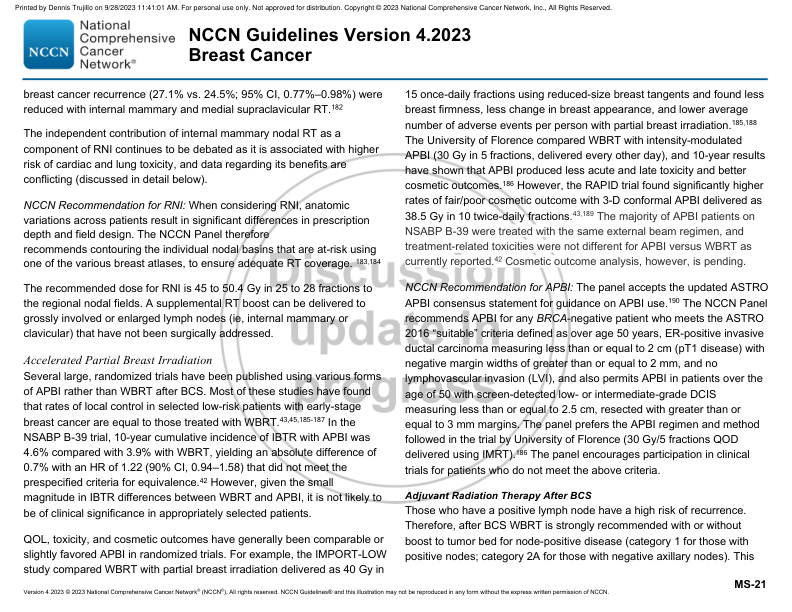 Printed by Dennis Trujillo on 9/28/2023 11:41:01 AM. For personal use only. Not approved for distribution. Copyright © 2023 National Comprehensive Cancer Network, Inc., All Rights Reserved.
NCCN
National
Comprehensive
Cancer
Network®
NCCN Guidelines Version 4.2023
Breast Cancer
breast cancer recurrence (27.1% vs. 24.5%; 95% CI, 0.77%–0.98%) were
reduced with internal mammary and medial supraclavicular RT.182
The independent contribution of internal mammary nodal RT as a
component of RNI continues to be debated as it is associated with higher
risk of cardiac and lung toxicity, and data regarding its benefits are
conflicting (discussed in detail below).
NCCN Recommendation for RNI: When considering RNI, anatomic
variations across patients result in significant differences in prescription
depth and field design. The NCCN Panel therefore
recommends contouring the individual nodal basins that are at-risk using
one of the various breast atlases, to ensure adequate RT coverage. 183,184
The recommended dose for RNI is 45 to 50.4 Gy in 25 to 28 fractions to
the regional nodal fields. A supplemental RT boost can be delivered to
grossly involved or enlarged lymph nodes (ie, internal mammary or
clavicular) that have not been surgically addressed.
Accelerated Partial Breast Irradiation
Several large, randomized trials have been published using various forms
of APBI rather than WBRT after BCS. Most of these studies have found
that rates of local control in selected low-risk patients with early-stage
breast cancer are equal to those treated with WBRT.43,45,185-187 In the
NSABP B-39 trial, 10-year cumulative incidence of IBTR with APBI was
4.6% compared with 3.9% with WBRT, yielding an absolute difference of
0.7% with an HR of 1.22 (90% CI, 0.94–1.58) that did not meet the
prespecified criteria for equivalence.42 However, given the small
magnitude in IBTR differences between WBRT and APBI, it is not likely to
be of clinical significance in appropriately selected patients.
QOL, toxicity, and cosmetic outcomes have generally been comparable or
slightly favored APBI in randomized trials. For example, the IMPORT-LOW
study compared WBRT with partial breast irradiation delivered as 40 Gy in
15 once-daily fractions using reduced-size breast tangents and found less
breast firmness, less change in breast appearance, and lower average
number of adverse events per person with partial breast irradiation.185,188
The University of Florence compared WBRT with intensity-modulated
APBI (30 Gy in 5 fractions, delivered every other day), and 10-year results
have shown that APBI produced less acute and late toxicity and better
cosmetic outcomes.186 However, the RAPID trial found significantly higher
rates of fair/poor cosmetic outcome with 3-D conformal APBI delivered as
38.5 Gy in 10 twice-daily fractions.43,189 The majority of APBI patients on
NSABP B-39 were treated with the same external beam regimen, and
treatment-related toxicities were not different for APBI versus WBRT as
currently reported.42 Cosmetic outcome analysis, however, is pending.
NCCN Recommendation for APBI: The panel accepts the updated ASTRO
APBI consensus statement for guidance on APBI use.190 The NCCN Panel
recommends APBI for any BRCA-negative patient who meets the ASTRO
2016 “suitable” criteria defined as over age 50 years, ER-positive invasive
ductal carcinoma measuring less than or equal to 2 cm (pT1 disease) with
negative margin widths of greater than or equal to 2 mm, and no
lymphovascular invasion (LVI), and also permits APBI in patients over the
age of 50 with screen-detected low- or intermediate-grade DCIS
measuring less than or equal to 2.5 cm, resected with greater than or
equal to 3 mm margins. The panel prefers the APBI regimen and method
followed in the trial by University of Florence (30 Gy/5 fractions QOD
delivered using IMRT).186 The panel encourages participation in clinical
trials for patients who do not meet the above criteria.
Adjuvant Radiation Therapy After BCS
Those who have a positive lymph node have a high risk of recurrence.
Therefore, after BCS WBRT is strongly recommended with or without
boost to tumor bed for node-positive disease (category 1 for those with
positive nodes; category 2A for those with negative axillary nodes). This
Discussion
update in
progress
MS-21
Version 4.2023 © 2023 National Comprehensive Cancer Network® (NCCN®), All rights reserved. NCCN Guidelines® and this illustration may not be reproduced in any form without the express written permission of NCCN.